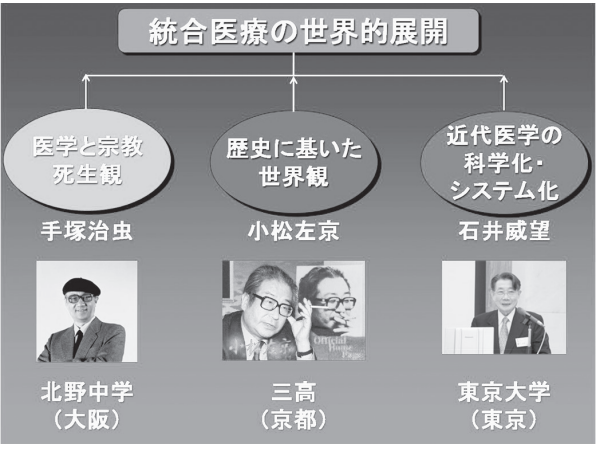 統合医療の世界的展開
医学と宗教
死生観
歴史に基いた
世界観
近代医学の
科学化・
システム化
手塚治虫
小松左京
石井威望
Official
Home
Page
北野中学
（大阪）
三高
（京都）
東京大学
（東京）